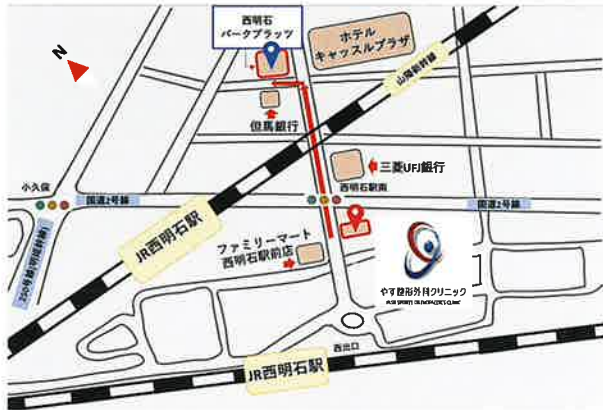 西明石
パークプラッツ
ホテル
キャッスルプラザ
N
山陽新幹線
但馬銀行
三菱UFJ銀行
小久保
西明石駅南
国道2号線
国道2号線
JR西明石駅
ファミリーマート
西明石駅前店
やす整形外科クリニック
西出口
JR西明石駅